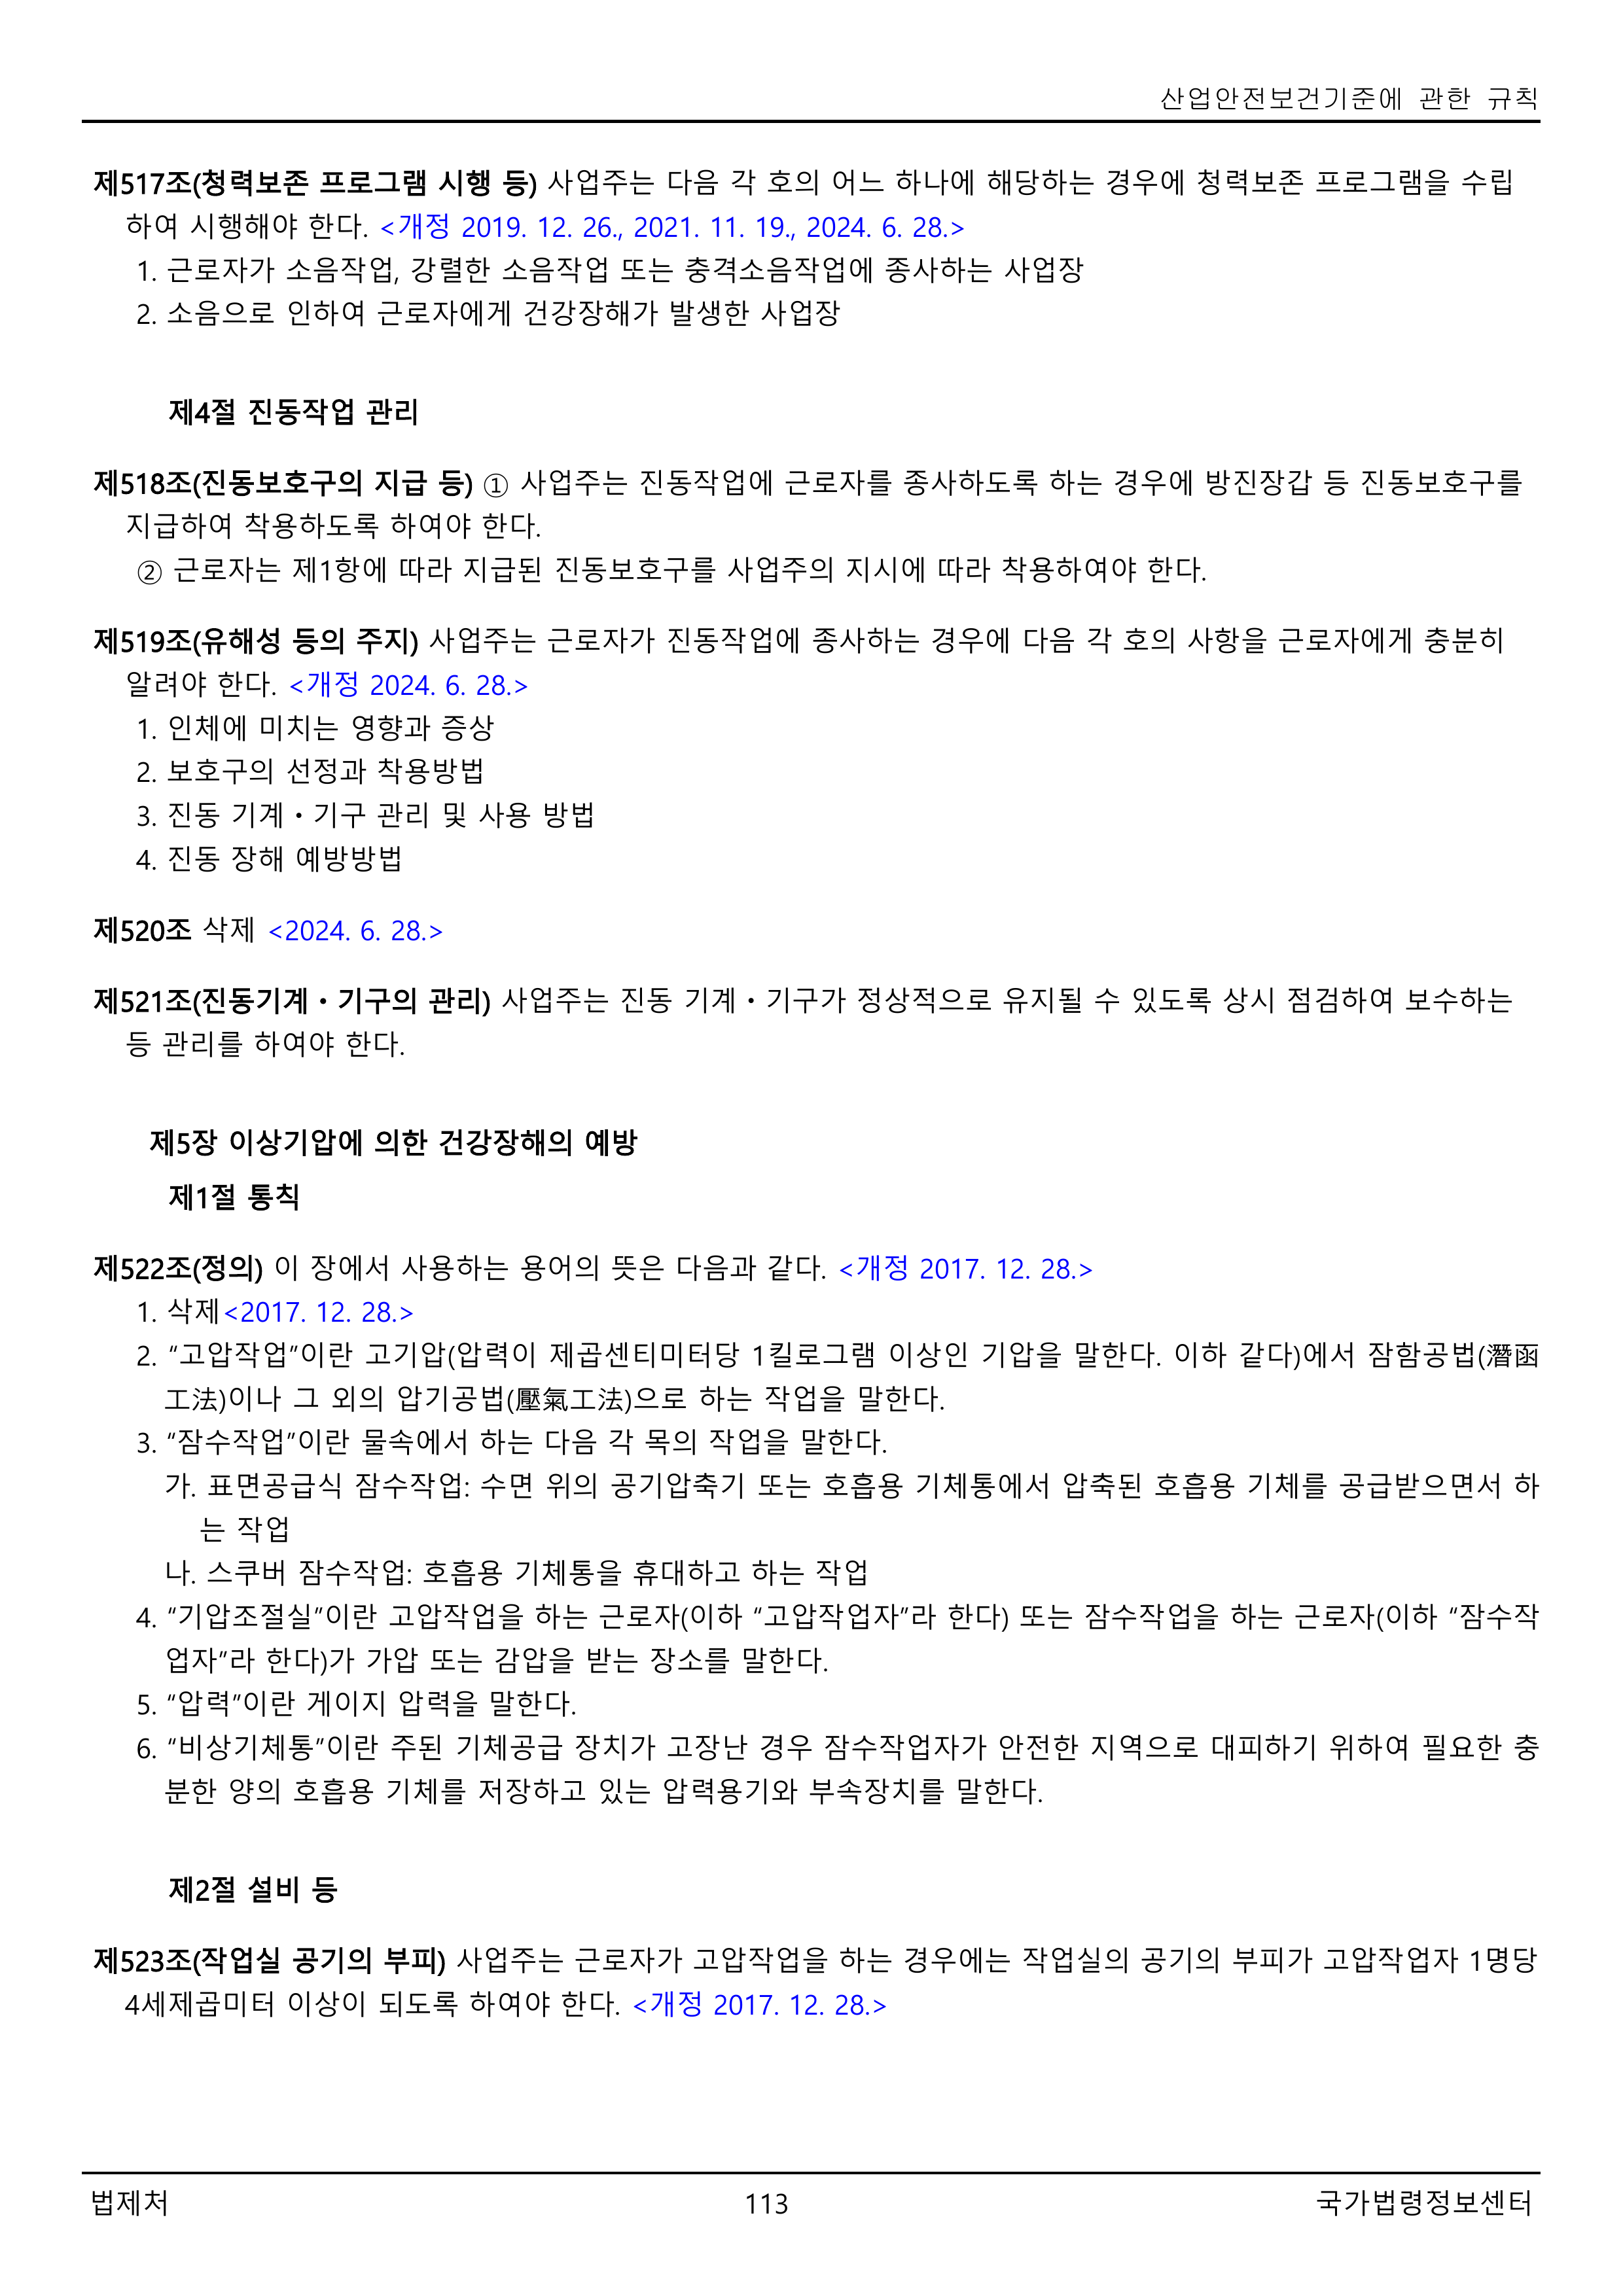 산업안전보건기준에 관한 규칙
제517조(청력보존 프로그램 시행 등) 사업주는 다음 각 호의 어느 하나에 해당하는 경우에 청력보존 프로그램을 수립
하여 시행해야 한다. <개정 2019. 12. 26., 2021. 11. 19., 2024. 6. 28.>
1. 근로자가 소음작업, 강렬한 소음작업 또는 충격소음작업에 종사하는 사업장
2. 소음으로 인하여 근로자에게 건강장해가 발생한 사업장
제4절 진동작업 관리
제518조(진동보호구의 지급 등) ① 사업주는 진동작업에 근로자를 종사하도록 하는 경우에 방진장갑 등 진동보호구를
지급하여 착용하도록 하여야 한다.
② 근로자는 제1항에 따라 지급된 진동보호구를 사업주의 지시에 따라 착용하여야 한다.
제519조(유해성 등의 주지) 사업주는 근로자가 진동작업에 종사하는 경우에 다음 각 호의 사항을 근로자에게 충분히
알려야 한다. <개정 2024. 6. 28.>
1. 인체에 미치는 영향과 증상
2. 보호구의 선정과 착용방법
3. 진동 기계ㆍ기구 관리 및 사용 방법
4. 진동 장해 예방방법
제520조 삭제 <2024. 6. 28.>
제521조(진동기계ㆍ기구의 관리) 사업주는 진동 기계ㆍ기구가 정상적으로 유지될 수 있도록 상시 점검하여 보수하는
등 관리를 하여야 한다.
제5장 이상기압에 의한 건강장해의 예방
제1절 통칙
제522조(정의) 이 장에서 사용하는 용어의 뜻은 다음과 같다. <개정 2017. 12. 28.>
1. 삭제<2017. 12. 28.>
2. “고압작업”이란 고기압(압력이 제곱센티미터당 1킬로그램 이상인 기압을 말한다. 이하 같다)에서 잠함공법(潛函
工法)이나 그 외의 압기공법(壓氣工法)으로 하는 작업을 말한다.
3. “잠수작업”이란 물속에서 하는 다음 각 목의 작업을 말한다.
가. 표면공급식 잠수작업: 수면 위의 공기압축기 또는 호흡용 기체통에서 압축된 호흡용 기체를 공급받으면서 하
는 작업
나. 스쿠버 잠수작업: 호흡용 기체통을 휴대하고 하는 작업
4. “기압조절실”이란 고압작업을 하는 근로자(이하 “고압작업자”라 한다) 또는 잠수작업을 하는 근로자(이하 “잠수작
업자”라 한다)가 가압 또는 감압을 받는 장소를 말한다.
5. “압력”이란 게이지 압력을 말한다.
6. “비상기체통”이란 주된 기체공급 장치가 고장난 경우 잠수작업자가 안전한 지역으로 대피하기 위하여 필요한 충
분한 양의 호흡용 기체를 저장하고 있는 압력용기와 부속장치를 말한다.
제2절 설비 등
제523조(작업실 공기의 부피) 사업주는 근로자가 고압작업을 하는 경우에는 작업실의 공기의 부피가 고압작업자 1명당
4세제곱미터 이상이 되도록 하여야 한다. <개정 2017. 12. 28.>
법제처 113 국가법령정보센터